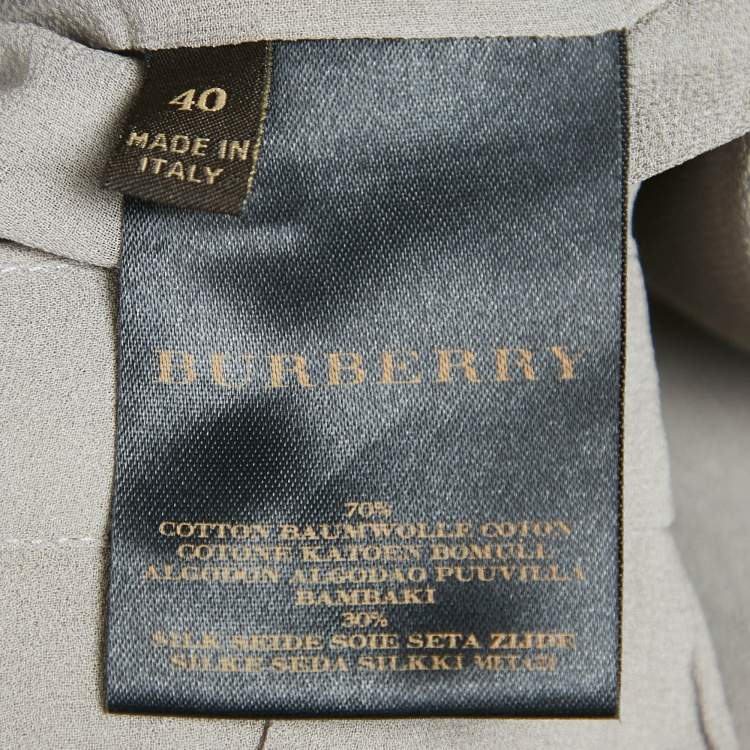 40
MADE IN
ITALY
BURBERRY
70%
COTTON BAUMWOLLE COTON
COTONE KATOEN BOMULL
ALGODON ALGODAO PUUVILLA
BAMBAKI
30%
SILK SEIDE SOIE SETA ZIJDE
SILKE SEDA SILKKI